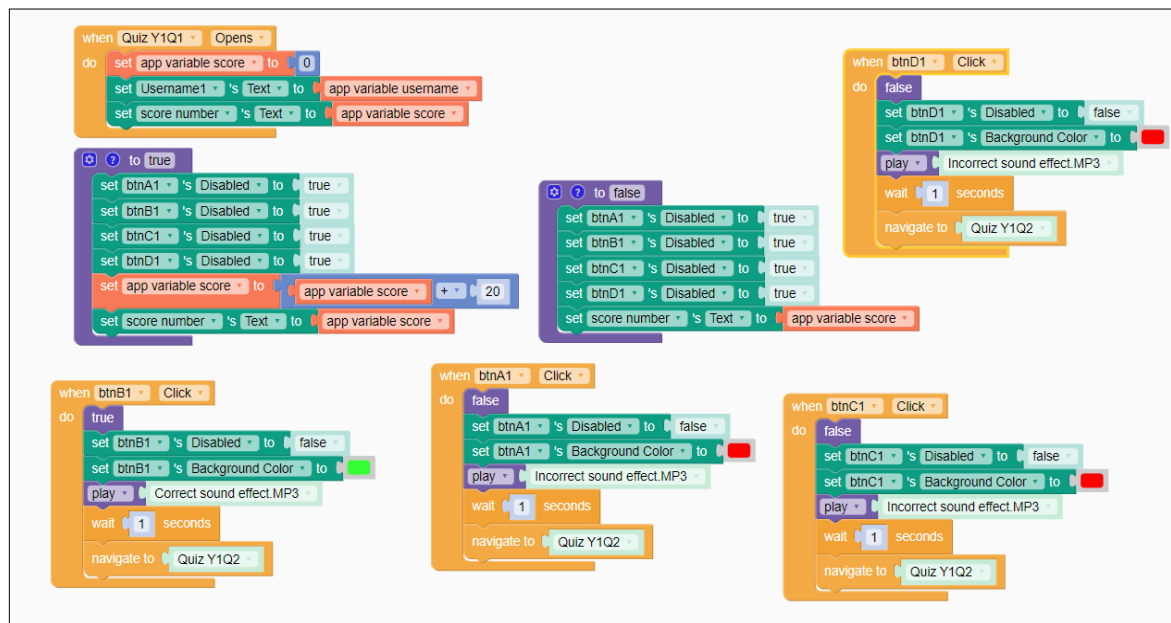 when Quiz Y1Q1 Opens
do set app variable score to 0
set Username1 's Text to app variable username
set score number 's Text to app variable score
? to true
set btnA1 's Disabled to true
set btnB1 's Disabled to true
set btnC1 's Disabled to true
set btnD1 's Disabled to true
set app variable score to app variable score + 20
set score number 's Text to app variable score
? to false
set btnA1 's Disabled to true
set btnB1 's Disabled to true
set btnC1 's Disabled to true
set btnD1 's Disabled to true
set score number 's Text to app variable score
when btnD1 Click
do false
set btnD1 's Disabled to false
set btnD1 's Background Color to
play Incorrect sound effect.MP3
wait 1 seconds
navigate to Quiz Y1Q2
when btnB1 Click
do true
set btnB1 's Disabled to false
set btnB1 's Background Color to
play Correct sound effect.MP3
wait 1 seconds
navigate to Quiz Y1Q2
when btnA1 Click
do false
set btnA1 's Disabled to false
set btnA1 's Background Color to
play Incorrect sound effect.MP3
wait 1 seconds
navigate to Quiz Y1Q2
when btnC1 Click
do false
set btnC1 's Disabled to false
set btnC1 's Background Color to
play Incorrect sound effect.MP3
wait 1 seconds
navigate to Quiz Y1Q2